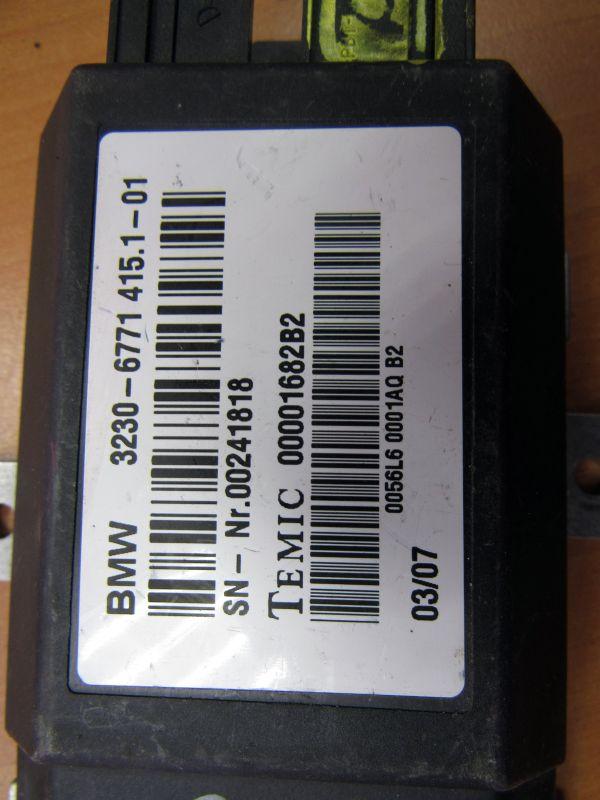 BMW 3230-6771 415.1-01
SN- Nr.00241818
TEMIC 00001682B2
0056L6 0001AQ B2
03/07